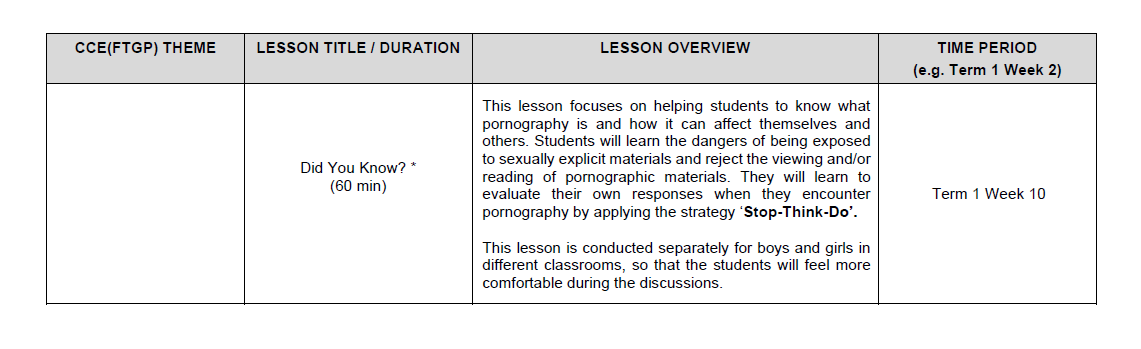 CCE(FTGP) THEME
LESSON TITLE / DURATION
LESSON OVERVIEW
TIME PERIOD
(e.g. Term 1 Week 2)
Did You Know? *
(60 min)
This lesson focuses on helping students to know what
pornography is and how it can affect themselves and
others. Students will learn the dangers of being exposed
to sexually explicit materials and reject the viewing and/or
reading of pornographic materials. They will learn to
evaluate their own responses when they encounter
pornography by applying the strategy ‘Stop-Think-Do’.
This lesson is conducted separately for boys and girls in
different classrooms, so that the students will feel more
comfortable during the discussions.
Term 1 Week 10